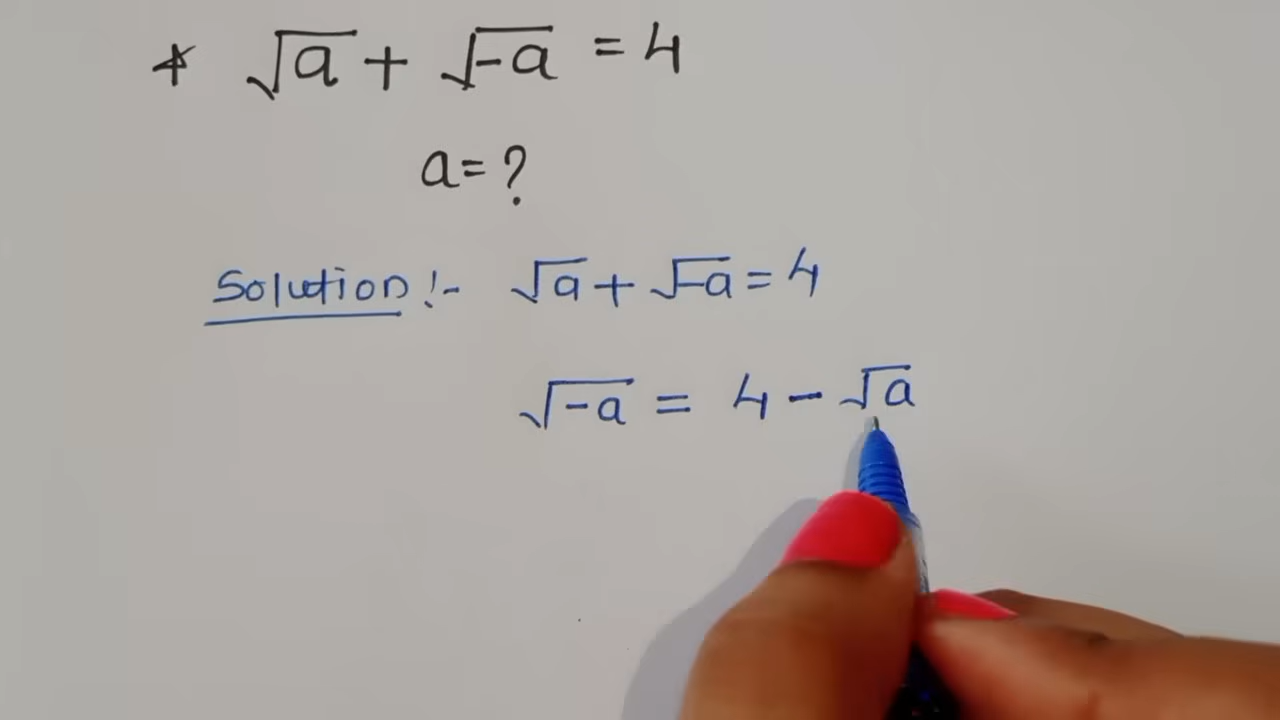 * √a + √-a = 4
a = ?
Solution :- √a + √-a = 4
√-a = 4 - √a